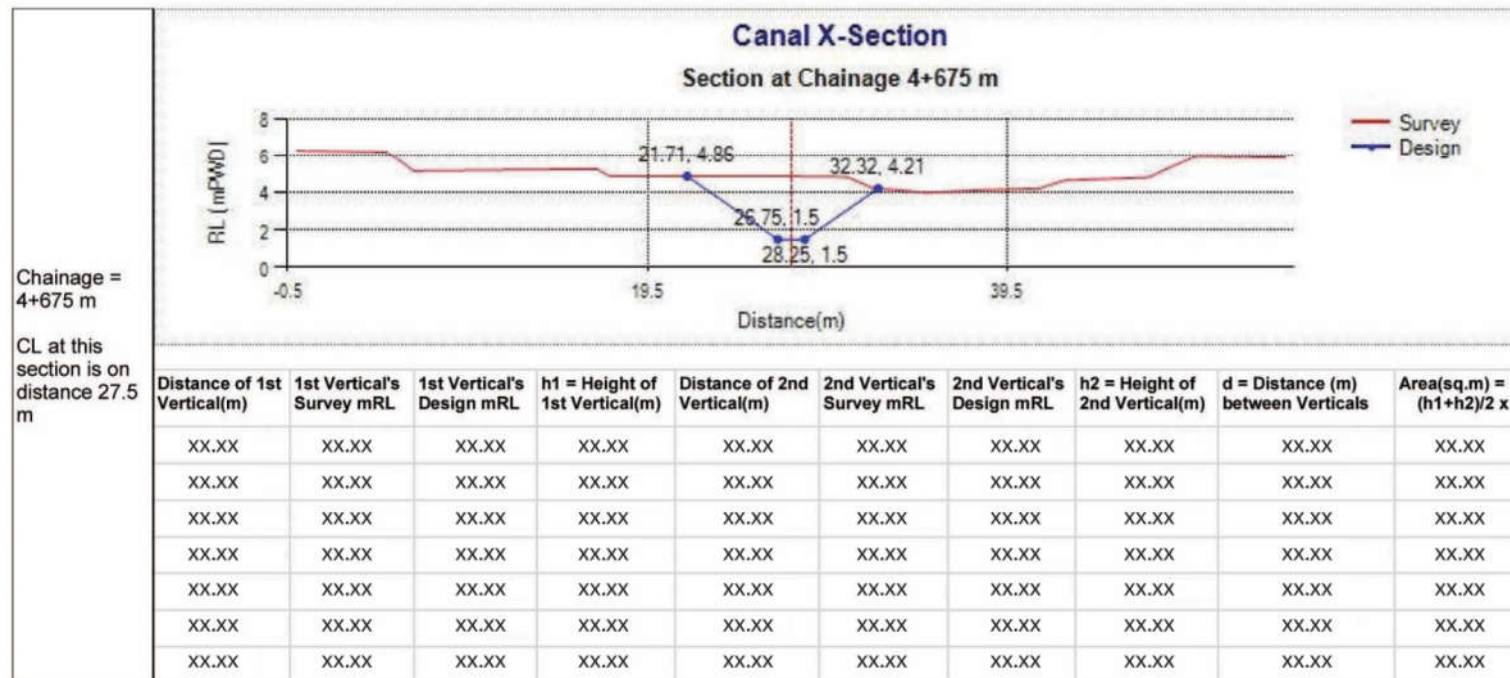 Canal X-Section
Section at Chainage 4+675 m
8
6
4
2
0
RL (mPWD)
21.71, 4.86
32.32, 4.21
26.75, 1.5
28.25, 1.5
-0.5
19.5
39.5
Distance(m)
Survey
Design
Chainage =
4+675 m
CL at this
section is on
distance 27.5
m
Distance of 1st Vertical(m) 1st Vertical's Survey mRL 1st Vertical's Design mRL h1 = Height of 1st Vertical(m) Distance of 2nd Vertical(m) 2nd Vertical's Survey mRL 2nd Vertical's Design mRL h2 = Height of 2nd Vertical(m) d = Distance (m) between Verticals Area(sq.m) = (h1+h2)/2 x
XX.XX XX.XX XX.XX XX.XX XX.XX XX.XX XX.XX XX.XX XX.XX XX.XX
XX.XX XX.XX XX.XX XX.XX XX.XX XX.XX XX.XX XX.XX XX.XX XX.XX
XX.XX XX.XX XX.XX XX.XX XX.XX XX.XX XX.XX XX.XX XX.XX XX.XX
XX.XX XX.XX XX.XX XX.XX XX.XX XX.XX XX.XX XX.XX XX.XX XX.XX
XX.XX XX.XX XX.XX XX.XX XX.XX XX.XX XX.XX XX.XX XX.XX XX.XX
XX.XX XX.XX XX.XX XX.XX XX.XX XX.XX XX.XX XX.XX XX.XX XX.XX
XX.XX XX.XX XX.XX XX.XX XX.XX XX.XX XX.XX XX.XX XX.XX XX.XX